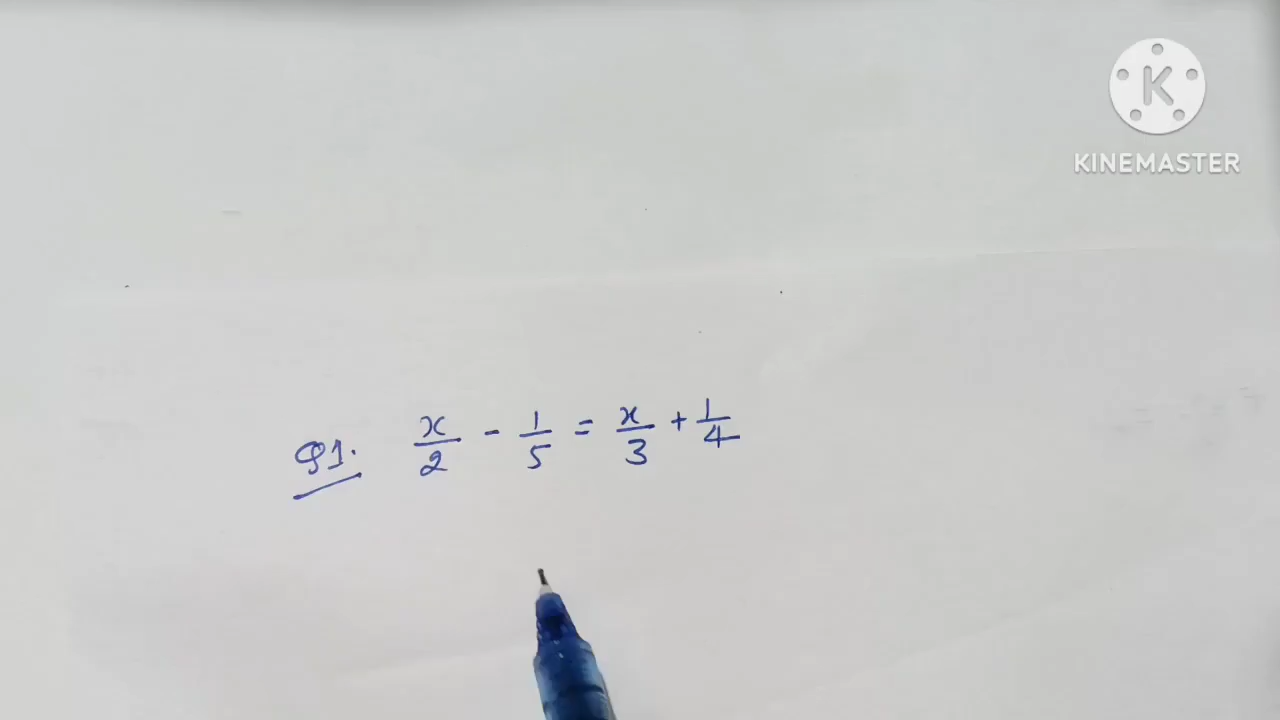 K
KINEMASTER
Q1. x/2 - 1/5 = x/3 + 1/4